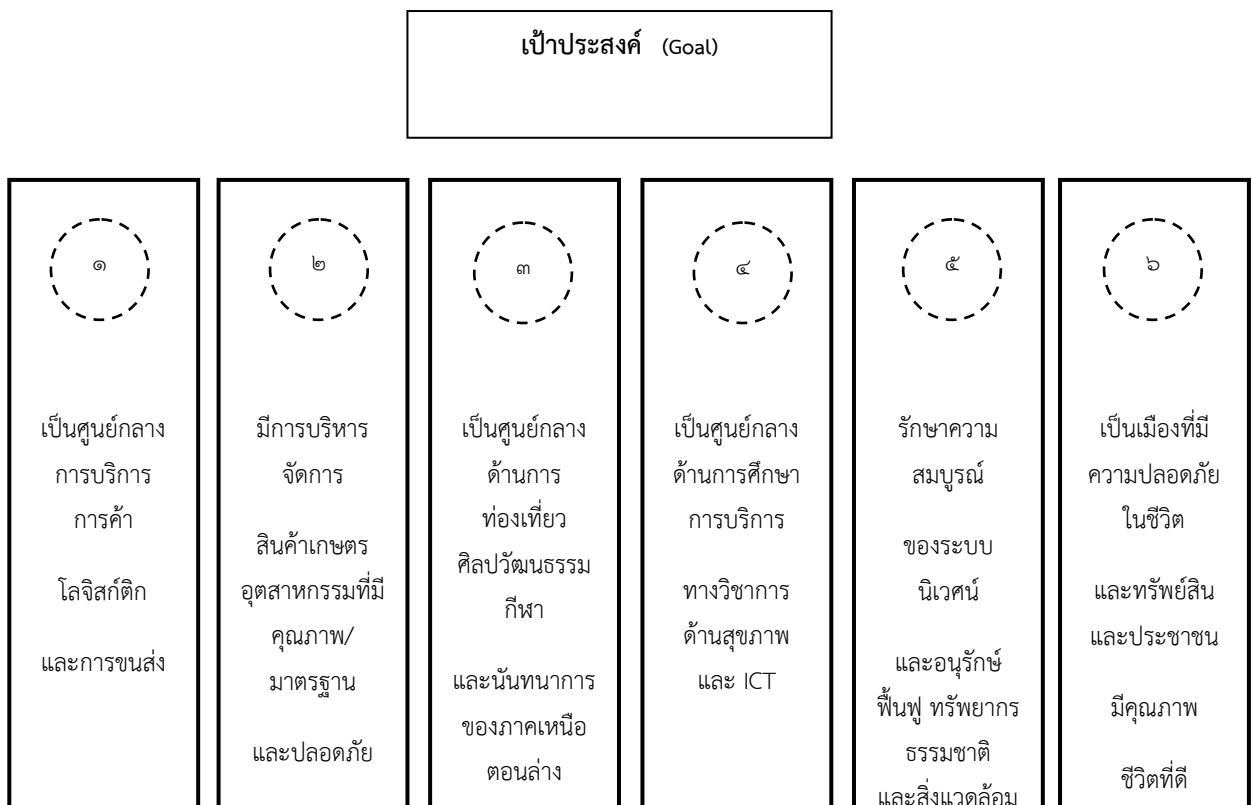 เป้าประสงค์ (Goal)
๑
เป็นศูนย์กลาง
การบริการ
การค้า
โลจิสก์ติก
และการขนส่ง
๒
มีการบริหาร
จัดการ
สินค้าเกษตร
อุตสาหกรรมที่มี
คุณภาพ/
มาตรฐาน
และปลอดภัย
๓
เป็นศูนย์กลาง
ด้านการ
ท่องเที่ยว
ศิลปวัฒนธรรม
กีฬา
และนันทนาการ
ของภาคเหนือ
ตอนล่าง
๔
เป็นศูนย์กลาง
ด้านการศึกษา
การบริการ
ทางวิชาการ
ด้านสุขภาพ
และ ICT
๕
รักษาความ
สมบูรณ์
ของระบบ
นิเวศน์
และอนุรักษ์
ฟื้นฟู ทรัพยากร
ธรรมชาติ
และสิ่งแวดล้อม
๖
เป็นเมืองที่มี
ความปลอดภัย
ในชีวิต
และทรัพย์สิน
และประชาชน
มีคุณภาพ
ชีวิตที่ดี